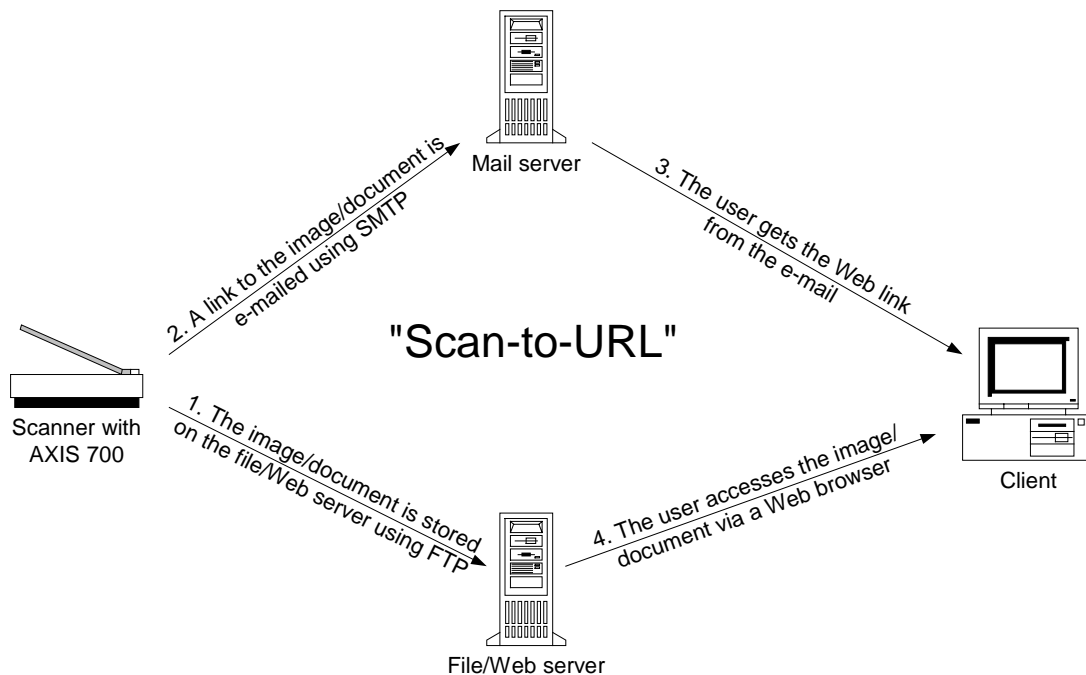 Mail server
2. A link to the image/document is
e-mailed using SMTP
3. The user gets the Web link
from the e-mail
"Scan-to-URL"
Scanner with
AXIS 700
1. The image/document is stored
on the file/Web server using FTP
4. The user accesses the image/
document via a Web browser
Client
File/Web server